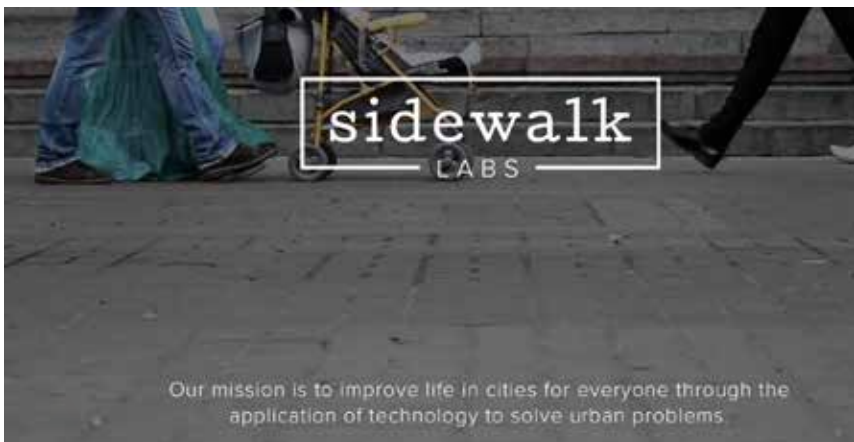 sidewalk
LABS
Our mission is to improve life in cities for everyone through the
application of technology to solve urban problems